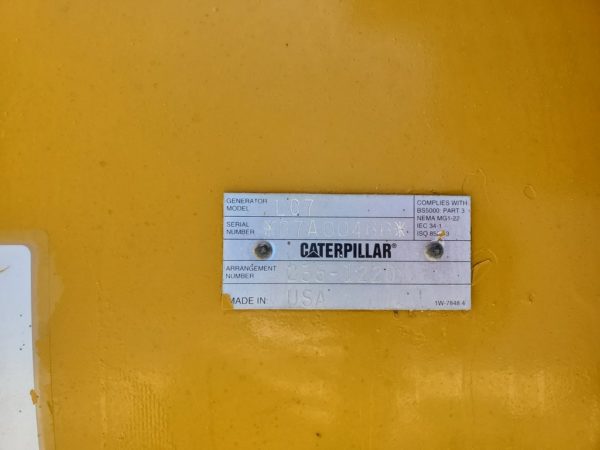 GENERATOR
MODEL
COMPLIES WITH
BS5000: PART 3
NEMA MG1-22
IEC 34-1
ISO
SERIAL
NUMBER
CATERPILLAR®
ARRANGEMENT
NUMBER
MADE IN USA
1W-7848 4